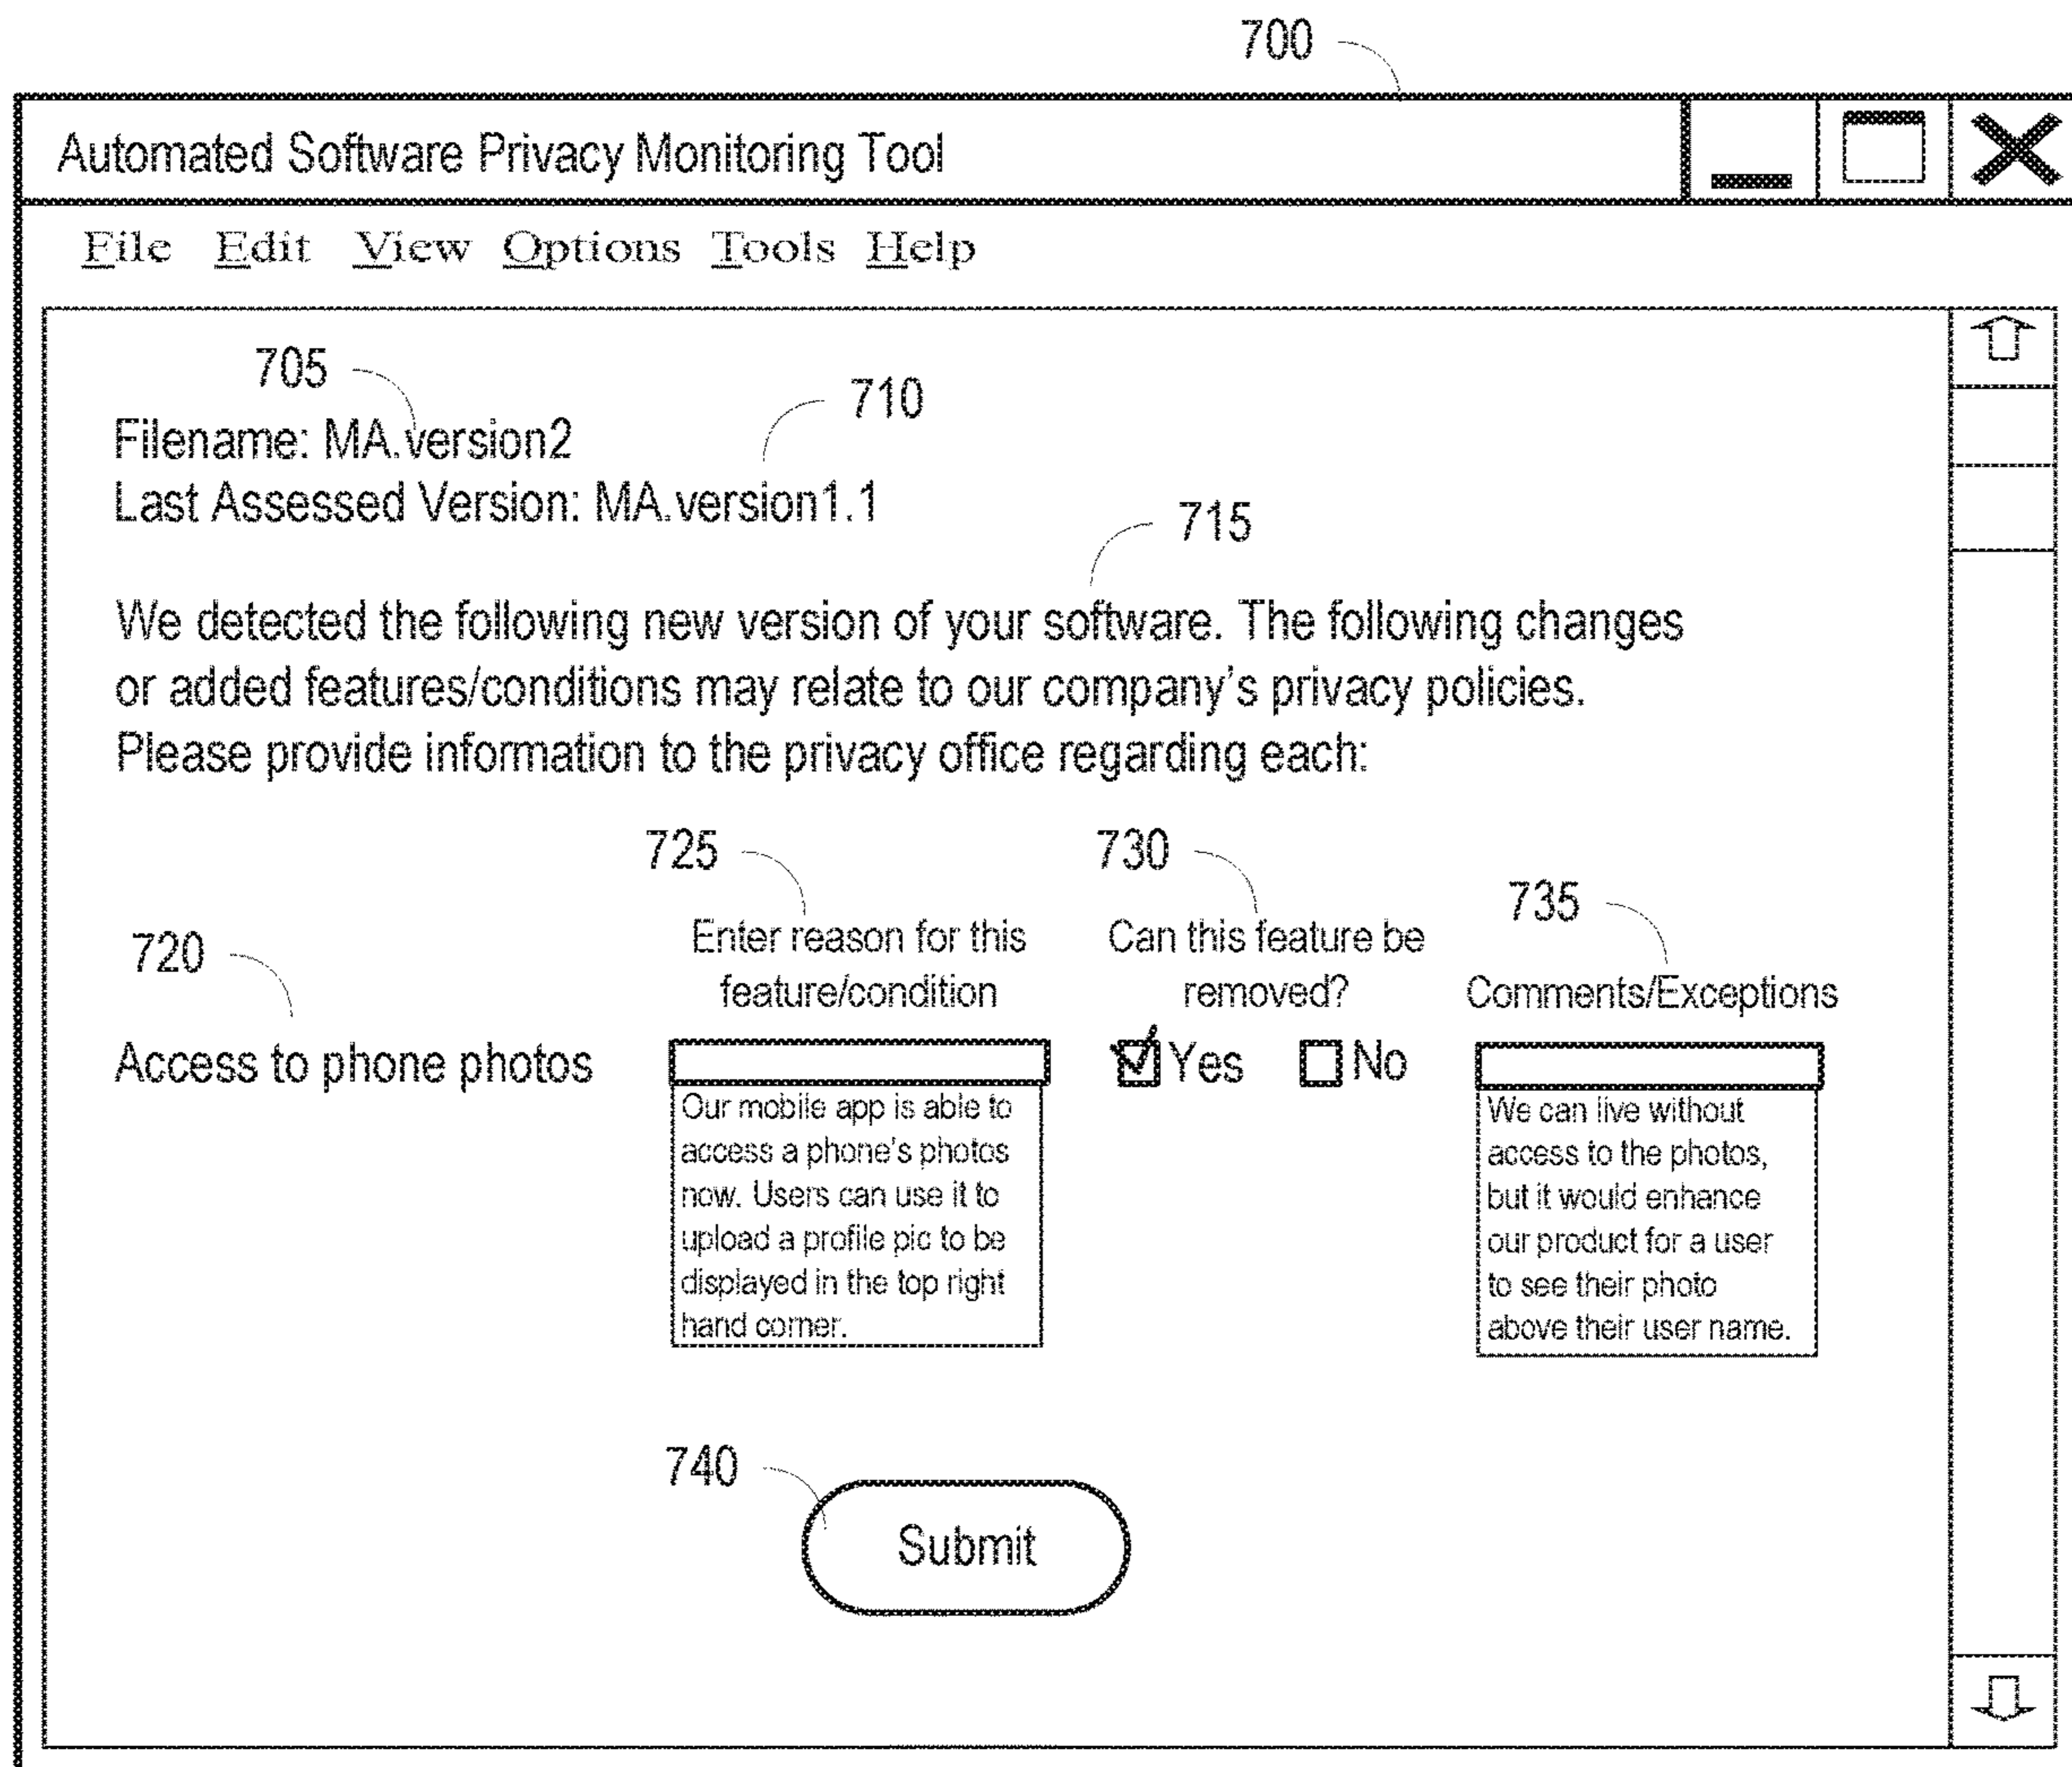 700
Automated Software Privacy Monitoring Tool
File Edit View Options Tools Help
705
710
Filename: MA.version2
Last Assessed Version: MA.version1.1
715
We detected the following new version of your software. The following changes
or added features/conditions may relate to our company's privacy policies.
Please provide information to the privacy office regarding each:
725
730
735
720
Enter reason for this
feature/condition
Can this feature be
removed?
Comments/Exceptions
Access to phone photos
Yes No
Our mobile app is able to
access a phone's photos
now. Users can use it to
upload a profile pic to be
displayed in the top right
hand corner.
We can live without
access to the photos,
but it would enhance
our product for a user
to see their photo
above their user name.
740
Submit